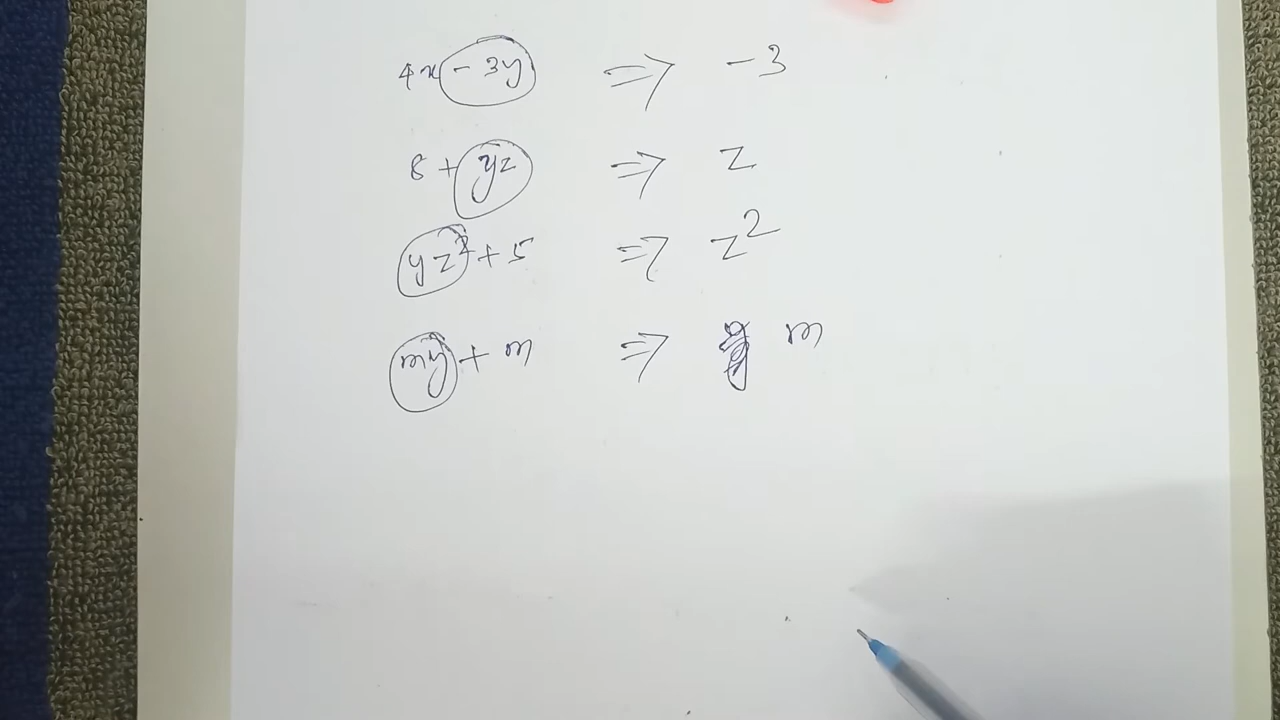 4x - 3y ⇒ -3
8 + yz ⇒ z
yz² + 5 ⇒ z²
my + m ⇒ m